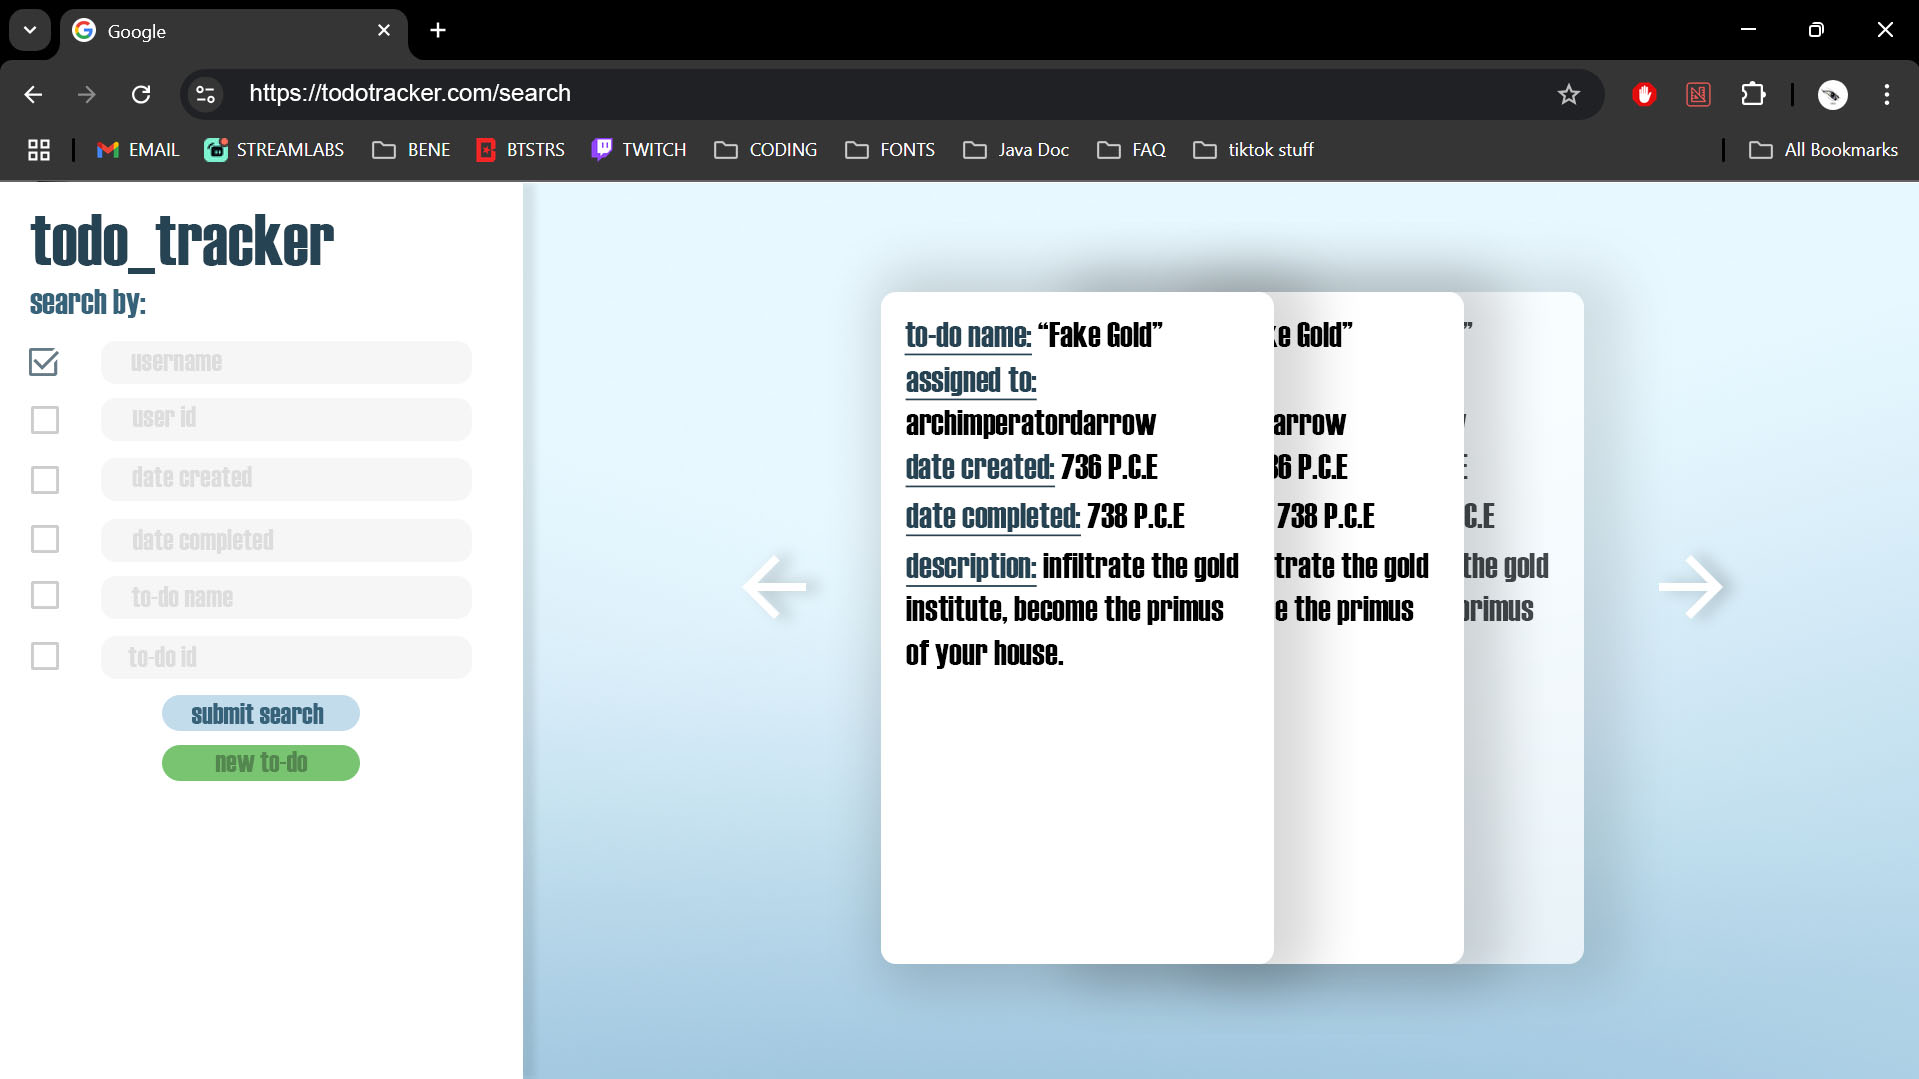 Google
https://todotracker.com/search
EMAIL STREAMLABS BENE BTSTRS TWITCH CODING FONTS Java Doc FAQ tiktok stuff All Bookmarks
todo_tracker
search by:
username
user id
date created
date completed
to-do name
to-do id
submit search
new to-do
to-do name: “Fake Gold”
assigned to:
archimperatordarrow
date created: 736 P.C.E
date completed: 738 P.C.E
description: infiltrate the gold
institute, become the primus
of your house.
ke Gold”
arrow
36 P.C.E
738 P.C.E
trate the gold
e the primus
”
C.E
the gold
primus